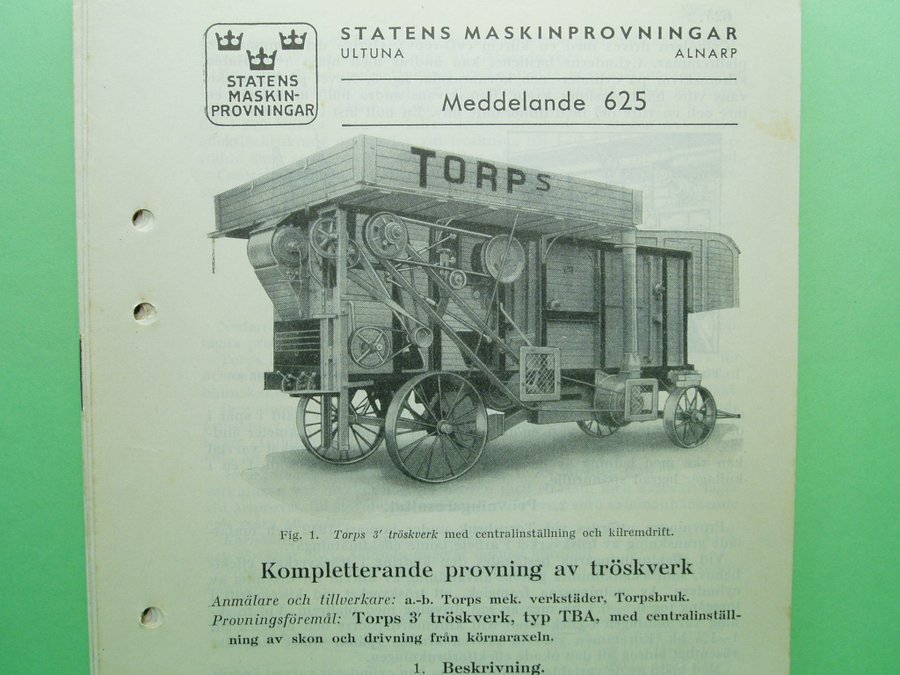 STATENS
MASKIN-
PROVNINGAR
STATENS MASKINPROVNINGAR
ULTUNA ALNARP
Meddelande 625
TORPS
Fig. 1. Torps 3' tröskverk med centralinställning och kilremdrift.
Kompletterande provning av tröskverk
Anmälare och tillverkare: a.-b. Torps mek. verkstäder, Torpsbruk.
Provningsföremål: Torps 3' tröskverk, typ TBA, med centralinställ-
ning av skon och drivning från körnaraxeln.
1. Beskrivning.